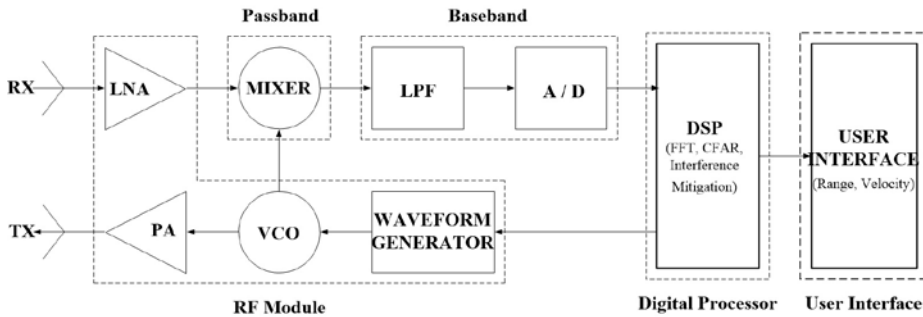 Passband
Baseband
RX
LNA
MIXER
LPF
A / D
DSP
(FFT, CFAR,
Interference
Mitigation)
USER
INTERFACE
(Range, Velocity)
TX
PA
VCO
WAVEFORM
GENERATOR
RF Module
Digital Processor
User Interface